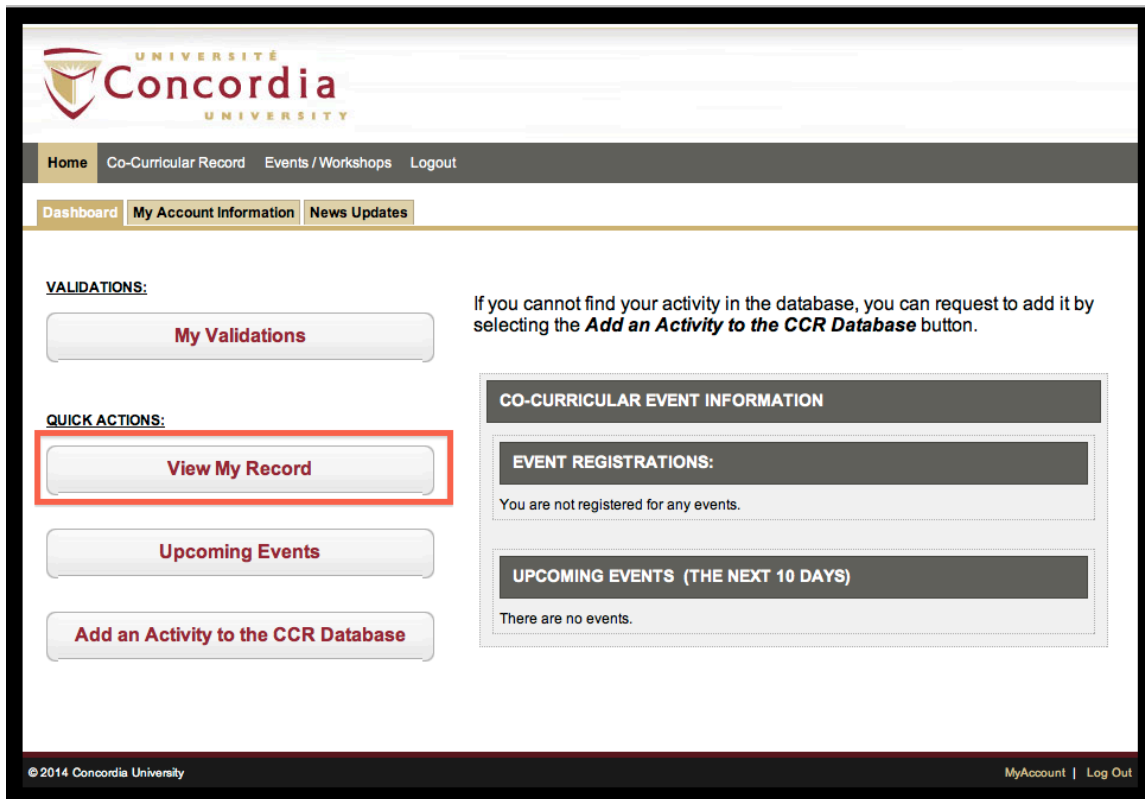 UNIVERSITÉ
Concordia
UNIVERSITY
Home Co-Curricular Record Events / Workshops Logout
Dashboard My Account Information News Updates
VALIDATIONS:
My Validations
QUICK ACTIONS:
View My Record
Upcoming Events
Add an Activity to the CCR Database
If you cannot find your activity in the database, you can request to add it by
selecting the Add an Activity to the CCR Database button.
CO-CURRICULAR EVENT INFORMATION
EVENT REGISTRATIONS:
You are not registered for any events.
UPCOMING EVENTS (THE NEXT 10 DAYS)
There are no events.
© 2014 Concordia University
MyAccount | Log Out